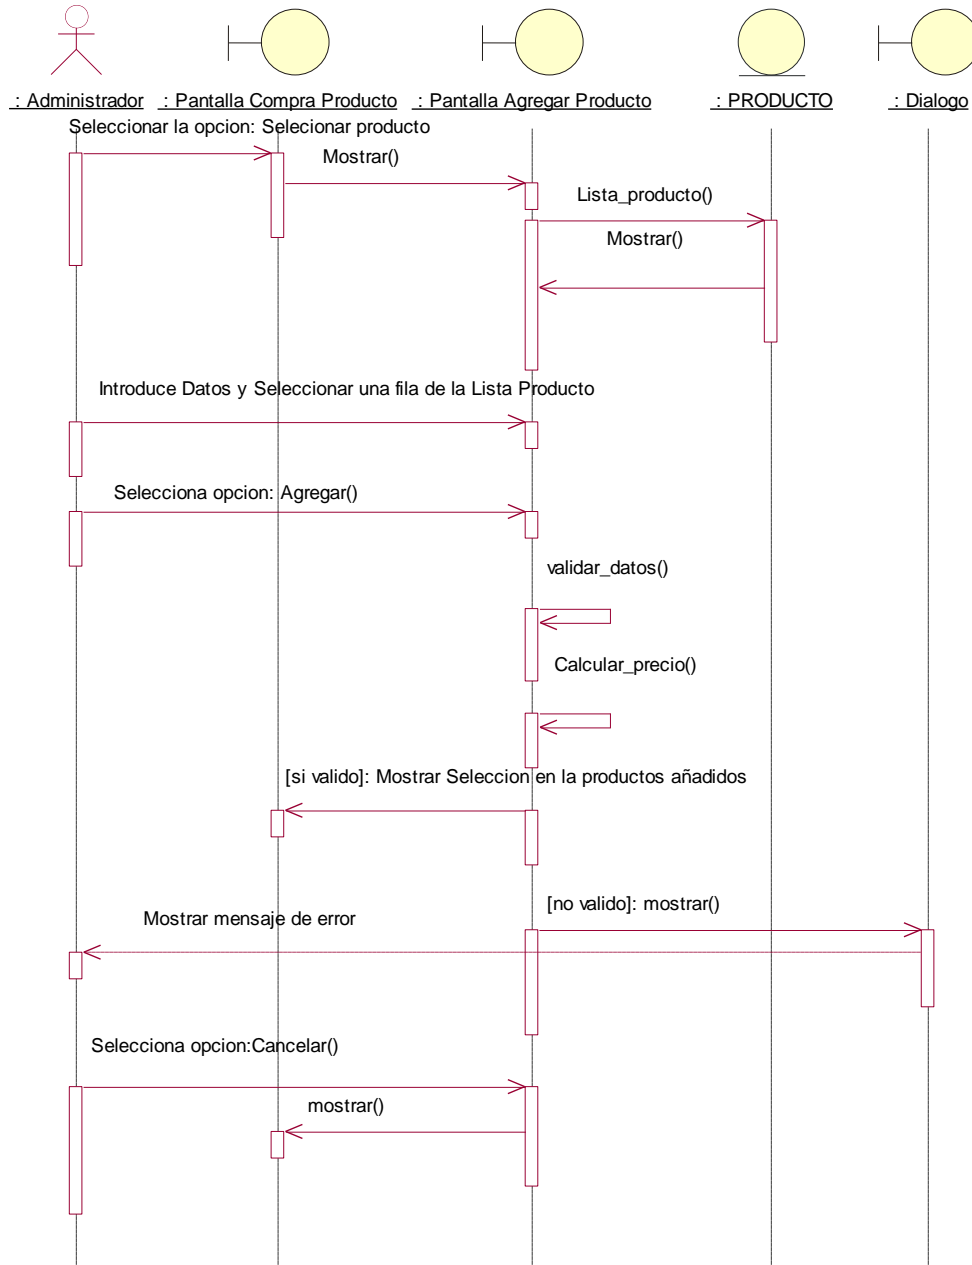 : Administrador
: Pantalla Compra Producto
: Pantalla Agregar Producto
: PRODUCTO
: Dialogo
Seleccionar la opcion: Selecionar producto
Mostrar()
Lista_producto()
Mostrar()
Introduce Datos y Seleccionar una fila de la Lista Producto
Selecciona opcion: Agregar()
validar_datos()
Calcular_precio()
[si valido]: Mostrar Seleccion en la productos añadidos
[no valido]: mostrar()
Mostrar mensaje de error
Selecciona opcion:Cancelar()
mostrar()